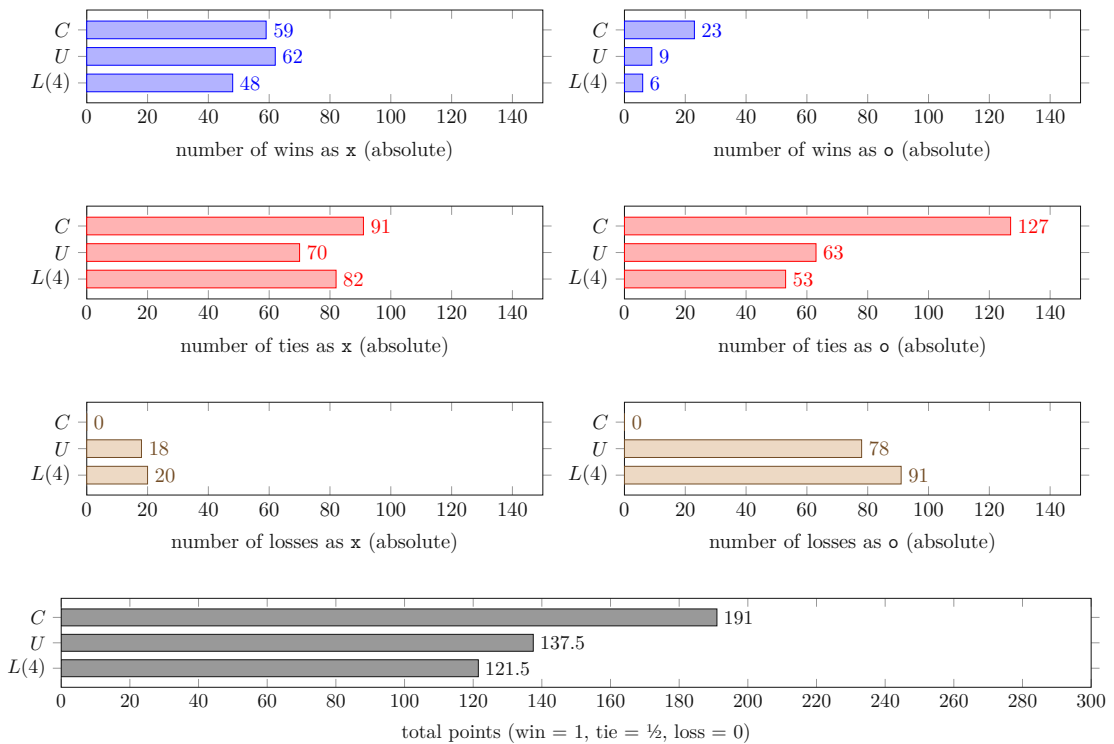 C 59
U 62
L(4) 48
0 20 40 60 80 100 120 140
number of wins as x (absolute)
C 23
U 9
L(4) 6
0 20 40 60 80 100 120 140
number of wins as o (absolute)
C 91
U 70
L(4) 82
0 20 40 60 80 100 120 140
number of ties as x (absolute)
C 127
U 63
L(4) 53
0 20 40 60 80 100 120 140
number of ties as o (absolute)
C 0
U 18
L(4) 20
0 20 40 60 80 100 120 140
number of losses as x (absolute)
C 0
U 78
L(4) 91
0 20 40 60 80 100 120 140
number of losses as o (absolute)
C 191
U 137.5
L(4) 121.5
0 20 40 60 80 100 120 140 160 180 200 220 240 260 280 300
total points (win = 1, tie = ½, loss = 0)